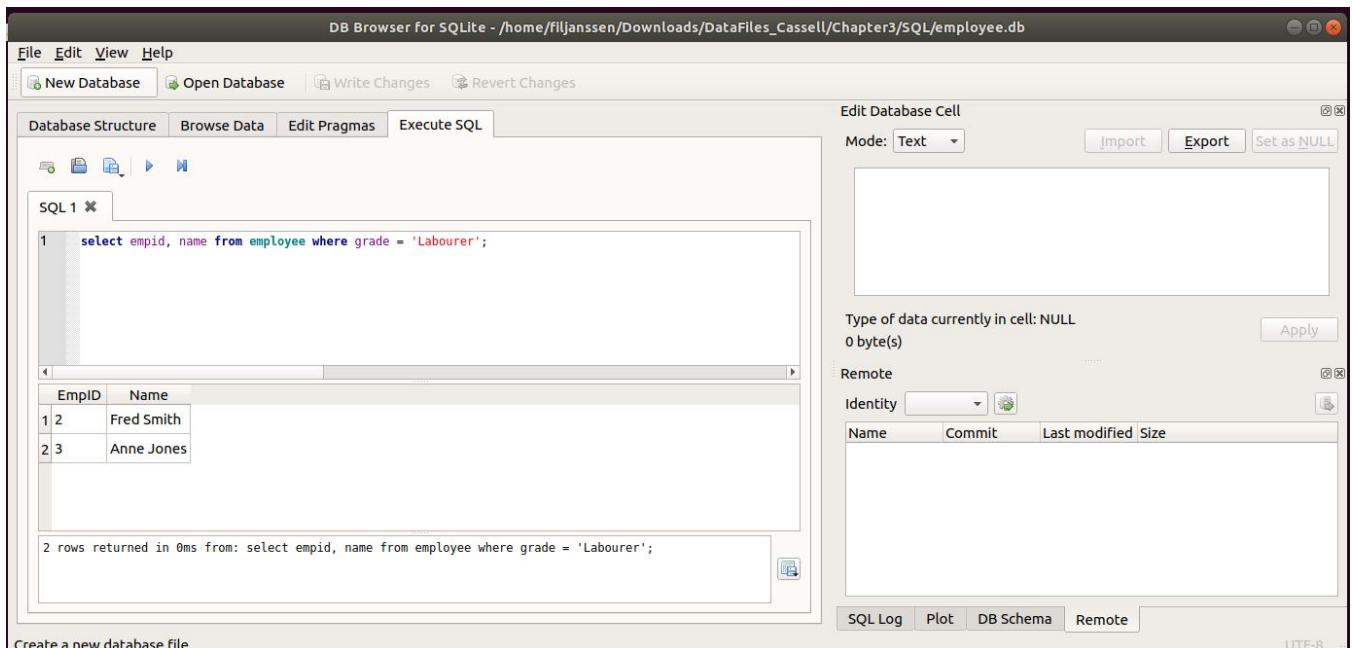 DB Browser for SQLite - /home/filjanssen/Downloads/DataFIles_Cassell/Chapter3/SQL/employee.db
File Edit View Help
New Database Open Database Write Changes Revert Changes
Database Structure Browse Data Edit Pragmas Execute SQL
SQL 1
1 select empid, name from employee where grade = 'Labourer';
EmpID Name
1 2 Fred Smith
2 3 Anne Jones
2 rows returned in 0ms from: select empid, name from employee where grade = 'Labourer';
Create a new database file
Edit Database Cell
Mode: Text Import Export Set as NULL
Type of data currently in cell: NULL
0 byte(s)
Apply
Remote
Identity
Name Commit Last modified Size
SQL Log Plot DB Schema Remote
UTF-8